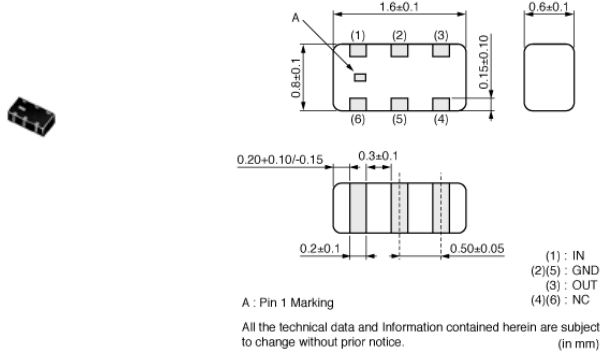 1.6±0.1
0.6±0.1
A
(1)
(2)
(3)
0.8±0.1
0.15±0.10
(6)
(5)
(4)
0.20+0.10/-0.15
0.3±0.1
0.2±0.1
0.50±0.05
(1) : IN
(2)(5) : GND
(3) : OUT
(4)(6) : NC
A : Pin 1 Marking
All the technical data and Information contained herein are subject
to change without prior notice.
(in mm)